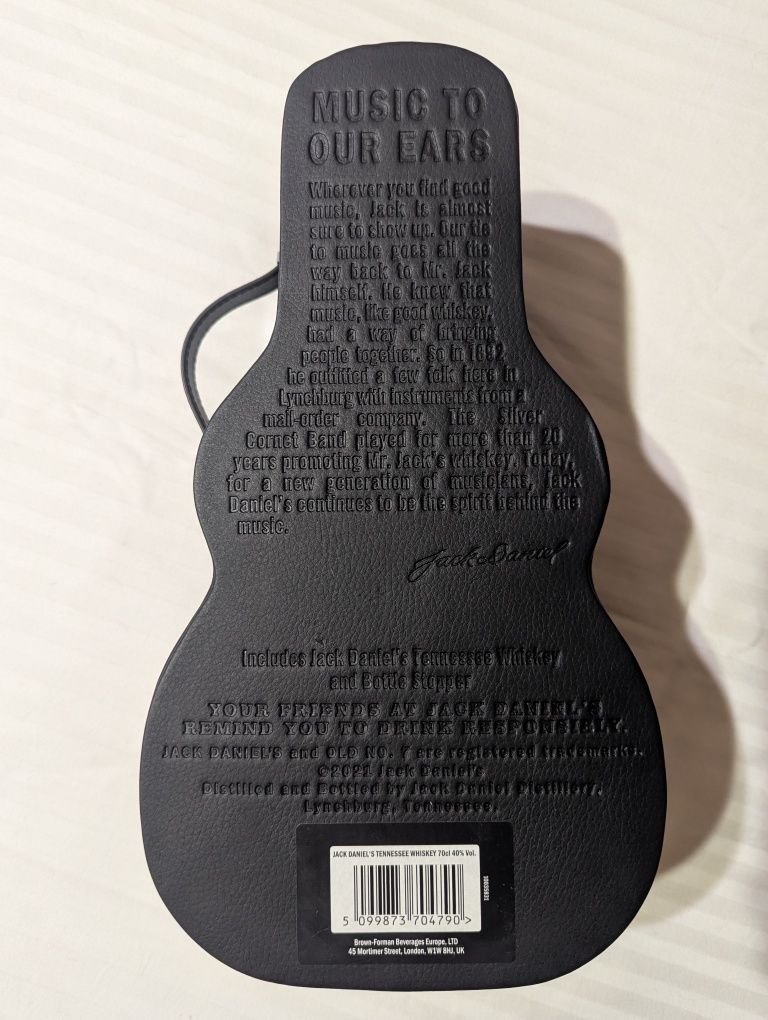 MUSIC TO
OUR EARS
Wherever you find good
music, Jack is almost
sure to show up. Our tie
to music goes all the
way back to Mr. Jack
himself. He knew that
music, like good whiskey,
had a way of bringing
people together. So in 1892
he outfitted a few folk here in
Lynchburg with instruments from a
mail-order company. The Silver
Cornet Band played for more than 20
years promoting Mr. Jack's whiskey. Today,
for a new generation of musicians, Jack
Daniel's continues to be the spirit behind the
music.
Jack Daniel
Includes Jack Daniel's Tennessee Whiskey
and Bottle Stopper
YOUR FRIENDS AT JACK DANIEL'S
REMIND YOU TO DRINK RESPONSIBLY.
JACK DANIEL'S and OLD NO. 7 are registered trademarks.
©2021 Jack Daniel's
Distilled and Bottled by Jack Daniel Distillery.
Lynchburg, Tennessee.
JACK DANIEL'S TENNESSEE WHISKEY 70cl 40% Vol.
10035831
5 099873 704790 >
Brown-Forman Beverages Europe, LTD
45 Mortimer Street, London, W1W 8HJ, UK